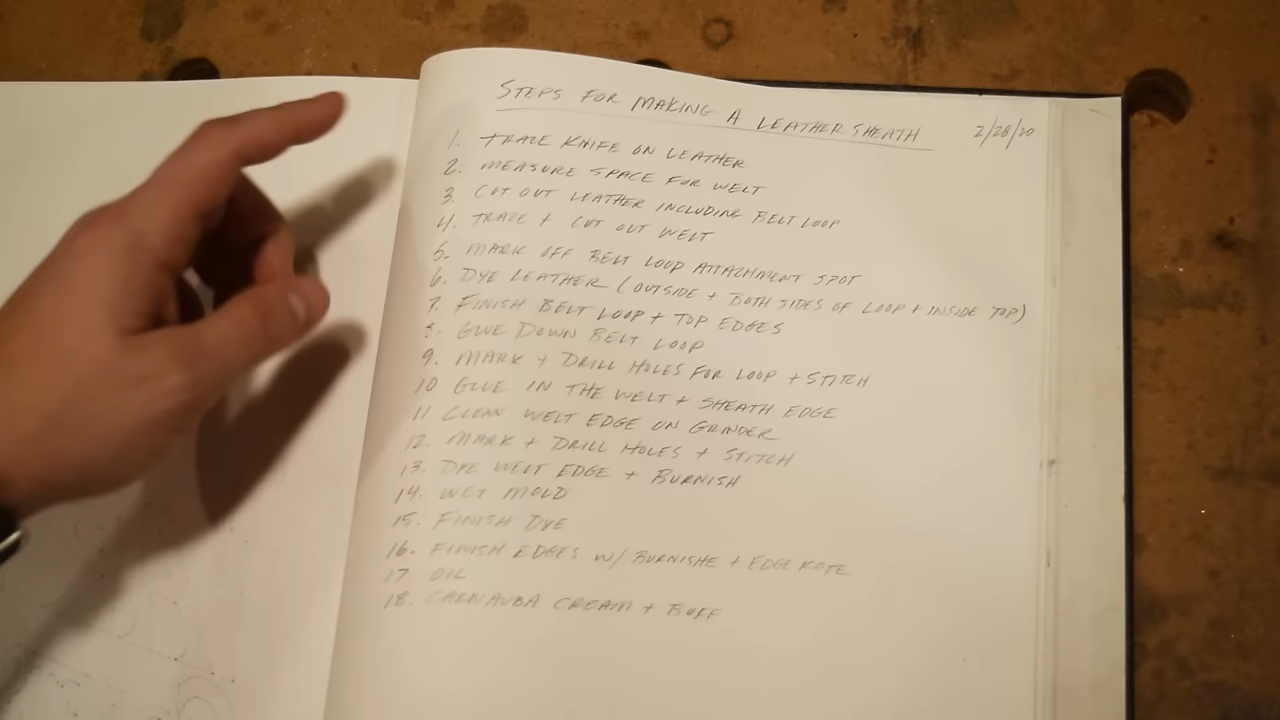 STEPS FOR MAKING A LEATHER SHEATH 2/28/20
1. TRACE KNIFE ON LEATHER
2. MEASURE SPACE FOR WELT
3. CUT OUT LEATHER INCLUDING BELT LOOP
4. TRACE + CUT OUT WELT
5. MARK OFF BELT LOOP ATTACHMENT SPOT
6. DYE LEATHER (OUTSIDE + BOTH SIDES OF LOOP + INSIDE TOP)
7. FINISH BELT LOOP + TOP EDGES
8. GLUE DOWN BELT LOOP
9. MARK + DRILL HOLES FOR LOOP + STITCH
10 GLUE IN THE WELT + SHEATH EDGE
11 CLEAN WELT EDGE ON GRINDER
12. MARK + DRILL HOLES + STITCH
13. DYE WELT EDGE + BURNISH
14. WET MOLD
15. FINISH DYE
16. FINISH EDGES W/ BURNISHE + EDGE KOTE
17. OIL
18. CARNAUBA CREAM + BUFF